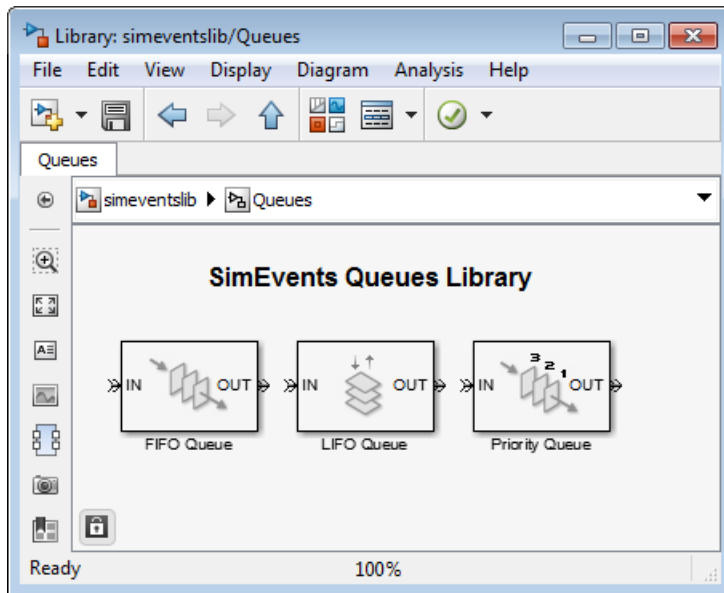 Library: simeventslib/Queues
File Edit View Display Diagram Analysis Help
Queues
simeventslib Queues
SimEvents Queues Library
IN OUT IN OUT IN 3 2 1 OUT
FIFO Queue LIFO Queue Priority Queue
Ready 100%